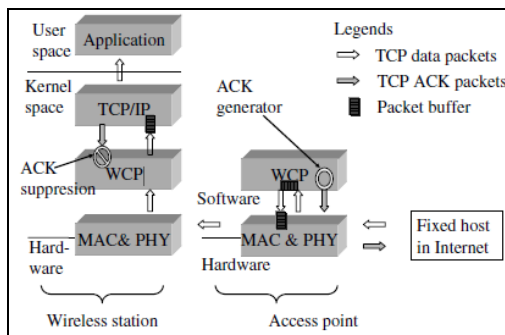 User
space
Application
Kernel
space
TCP/IP
ACK
suppresion
WCP
Hard-
ware
MAC& PHY
Wireless station
Legends
TCP data packets
TCP ACK packets
Packet buffer
ACK
generator
WCP
Software
MAC & PHY
Hardware
Access point
Fixed host
in Internet